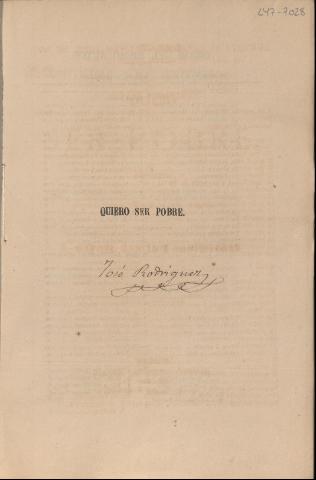 247-7028
QUIERO SER POBRE.
José Rodriguez